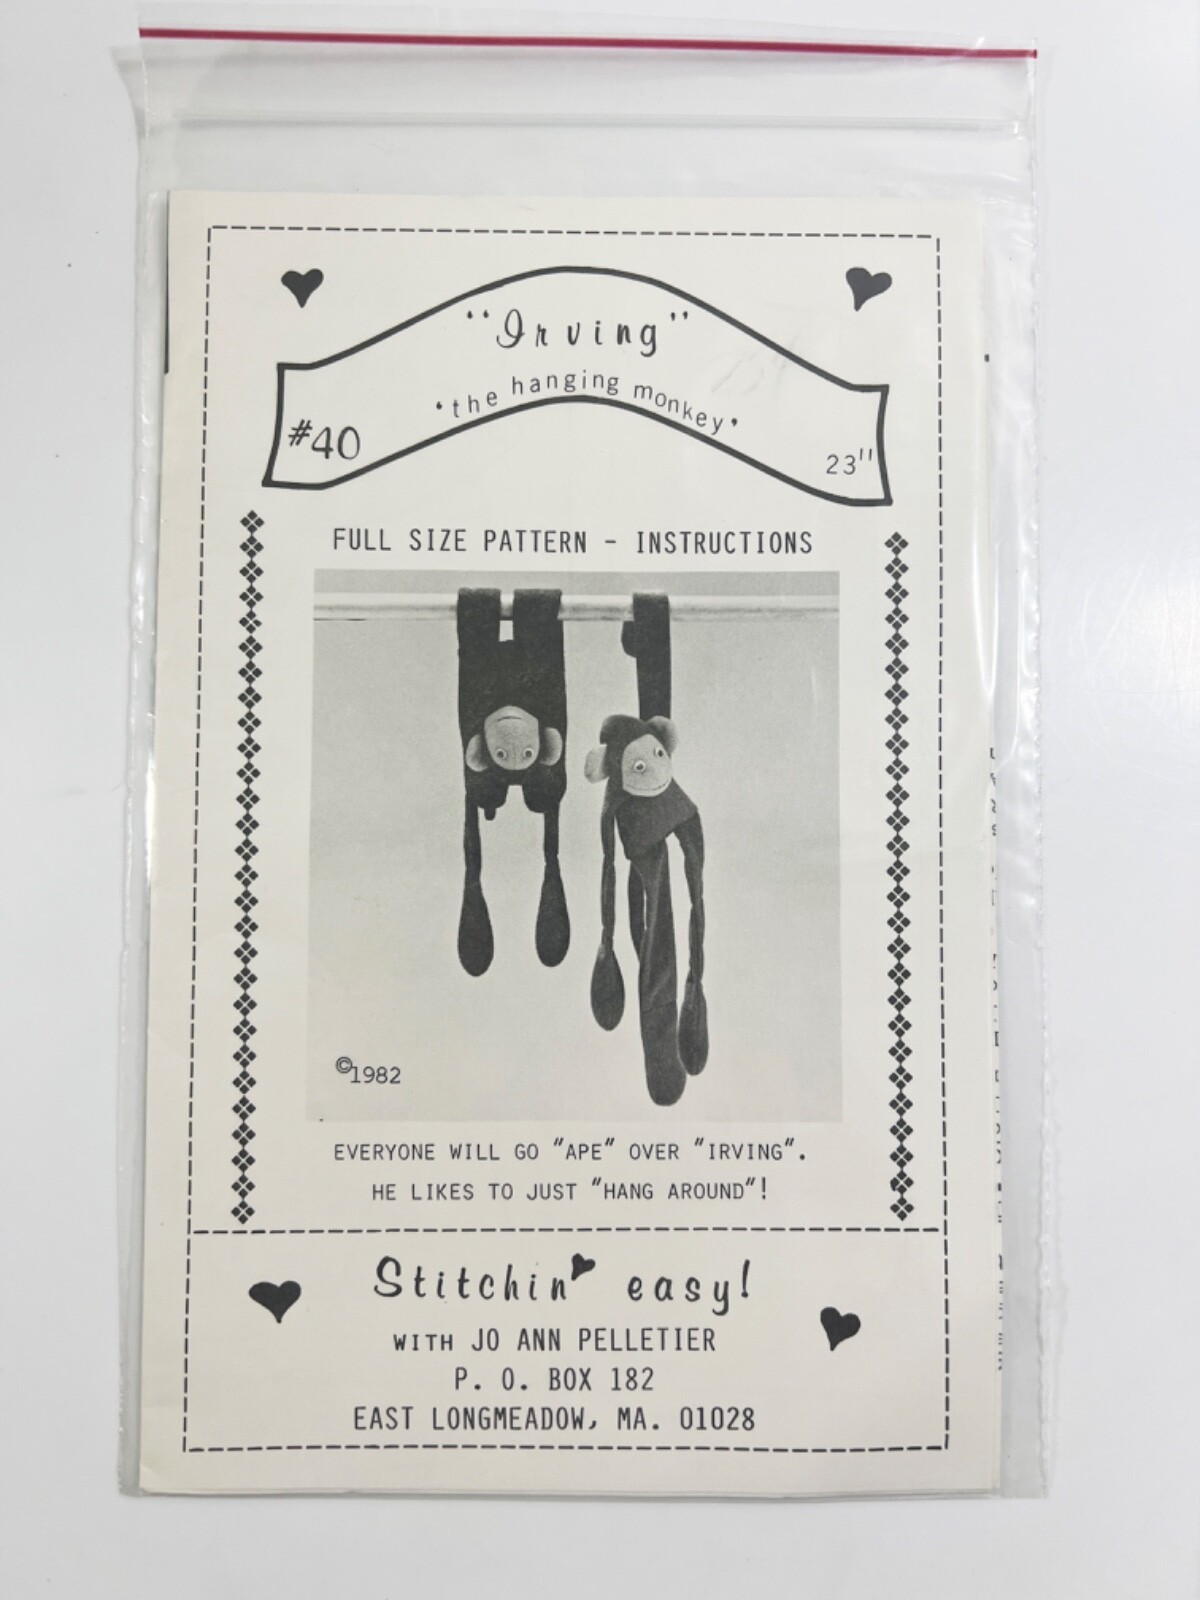 "Irving"
'the hanging monkey'
#40
23"
FULL SIZE PATTERN - INSTRUCTIONS
©1982
EVERYONE WILL GO "APE" OVER "IRVING".
HE LIKES TO JUST "HANG AROUND"!
Stitchin easy!
WITH JO ANN PELLETIER
P. O. BOX 182
EAST LONGMEADOW, MA. 01028